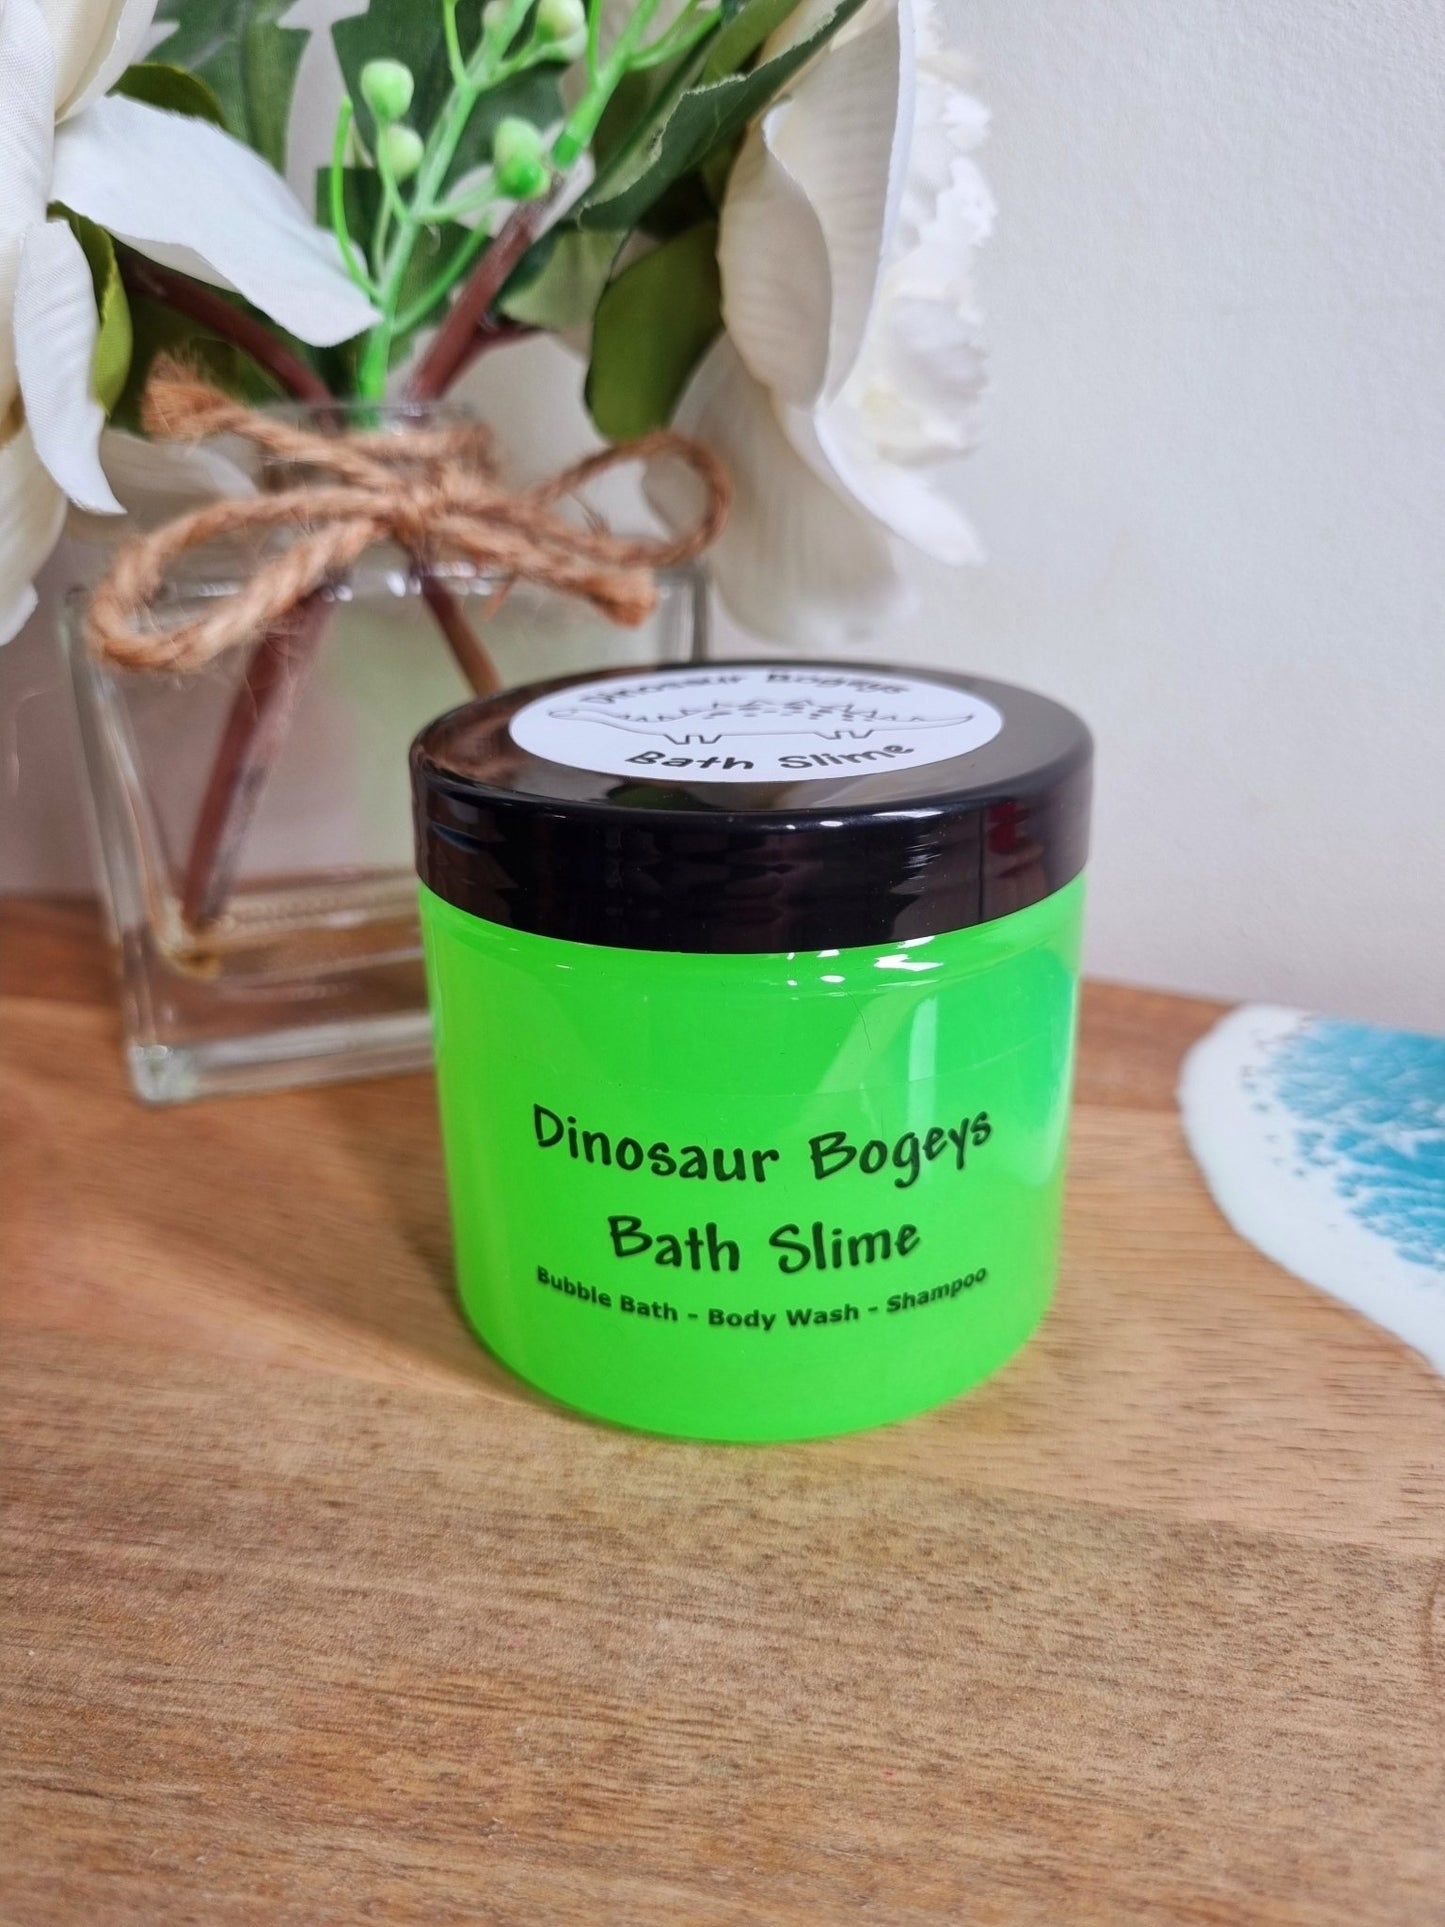 Dinosaur Bogeys
Bath Slime
Dinosaur Bogeys
Bath Slime
Bubble Bath - Body Wash - Shampoo